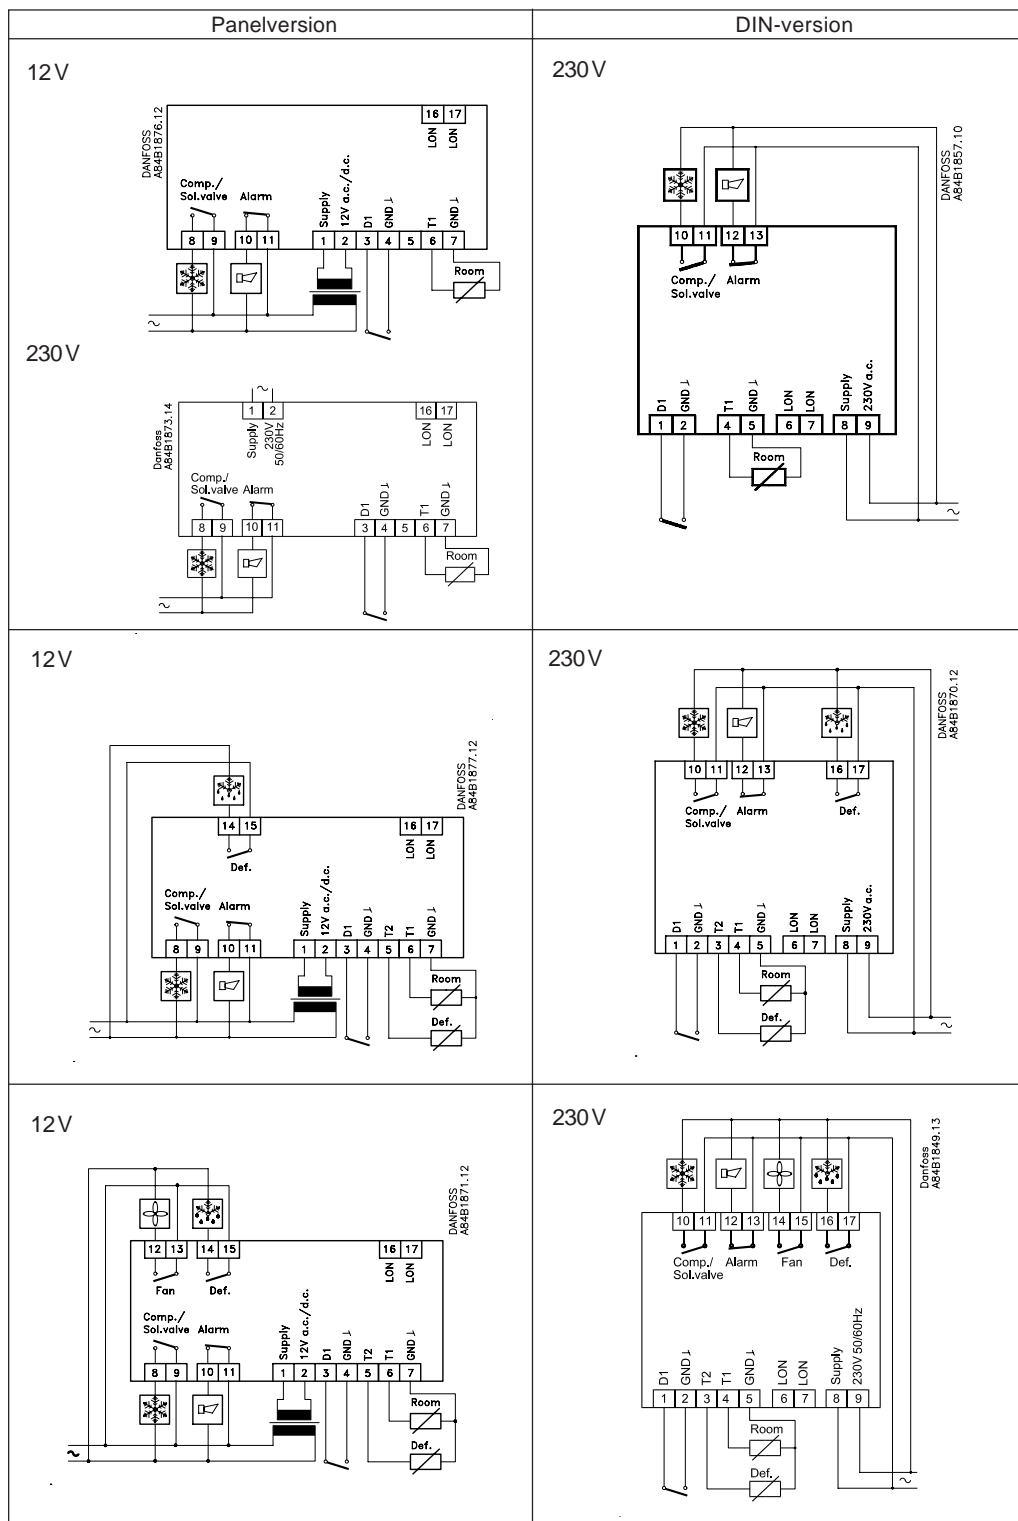 Panelversion
DIN-version
12 V
DANFOSS
A84B1876.12
16 17
LON LON
Comp./
Sol.valve Alarm
Supply 12V a.c./d.c. D1 GND T1 GND
8 9 10 11 1 2 3 4 5 6 7
Room
~
230 V
~
Danfoss
A84B1873.14
1 2
Supply
230V
50/60Hz
16 17
LON LON
Comp./
Sol.valve Alarm
D1 GND T1 GND
8 9 10 11 3 4 5 6 7
Room
~
230 V
DANFOSS
A84B1857.10
10 11 12 13
Comp./ Alarm
Sol.valve
D1 GND T1 GND LON LON Supply 230V a.c.
1 2 4 5 6 7 8 9
Room
~
12 V
DANFOSS
A84B1877.12
14 15
Def.
16 17
LON LON
Comp./
Sol.valve Alarm
Supply 12V a.c./d.c. D1 GND T2 T1 GND
8 9 10 11 1 2 3 4 5 6 7
Room
Def.
~
230 V
DANFOSS
A84B1870.12
10 11 12 13 16 17
Comp./ Alarm Def.
Sol.valve
D1 GND T2 T1 GND LON LON Supply 230V a.c.
1 2 3 4 5 6 7 8 9
Room
Def.
~
12 V
DANFOSS
A84B1871.12
12 13 14 15
Fan Def.
16 17
LON LON
Comp./
Sol.valve Alarm
Supply 12V a.c./d.c. D1 GND T2 T1 GND
8 9 10 11 1 2 3 4 5 6 7
Room
Def.
~
230 V
Danfoss
A84B1849.13
10 11 12 13 14 15 16 17
Comp./ Alarm Fan Def.
Sol.valve
D1 GND T2 T1 GND LON LON Supply 230V 50/60Hz
1 2 3 4 5 6 7 8 9
Room
Def.
~